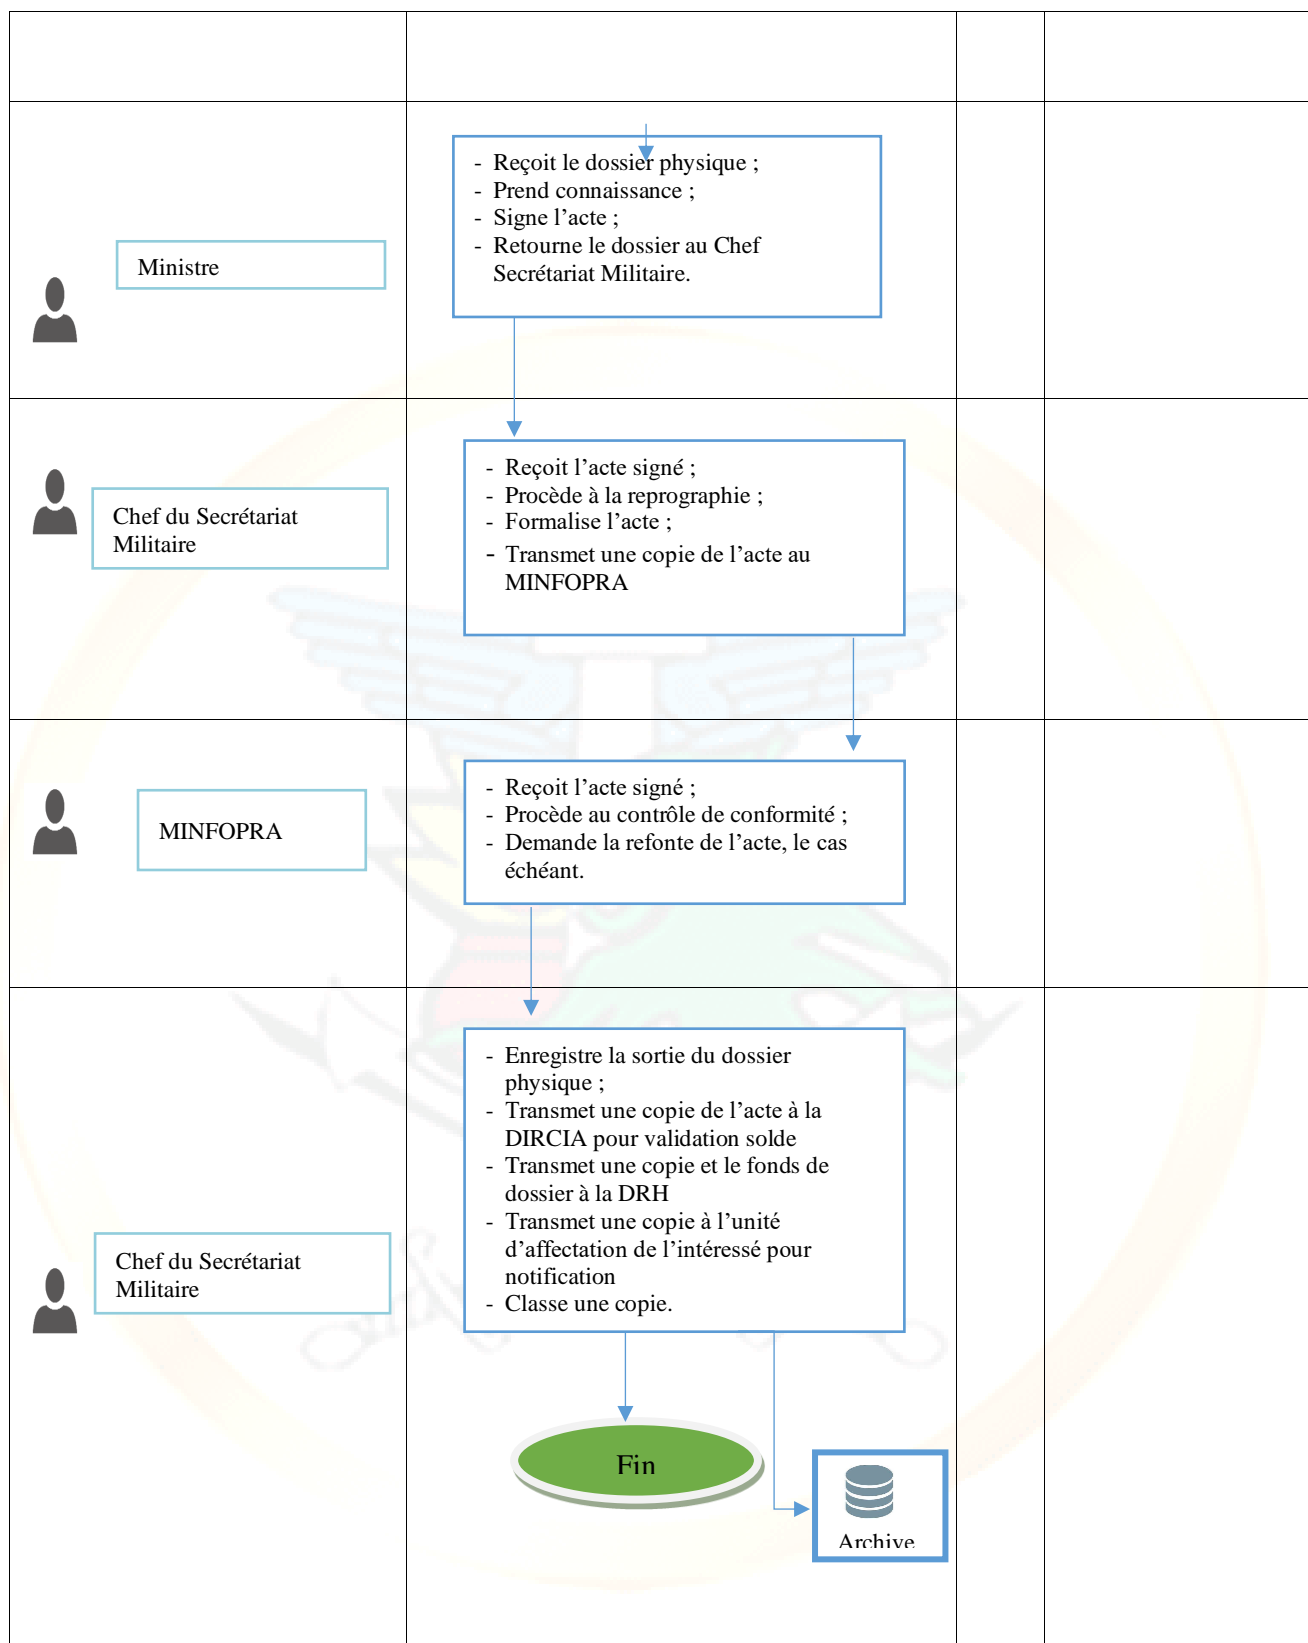 Ministre
- Reçoit le dossier physique ;
- Prend connaissance ;
- Signe l’acte ;
- Retourne le dossier au Chef
Secrétariat Militaire.
Chef du Secrétariat
Militaire
- Reçoit l’acte signé ;
- Procède à la reprographie ;
- Formalise l’acte ;
- Transmet une copie de l’acte au
MINFOPRA
MINFOPRA
- Reçoit l’acte signé ;
- Procède au contrôle de conformité ;
- Demande la refonte de l’acte, le cas
échéant.
Chef du Secrétariat
Militaire
- Enregistre la sortie du dossier
physique ;
- Transmet une copie de l’acte à la
DIRCIA pour validation solde
- Transmet une copie et le fonds de
dossier à la DRH
- Transmet une copie à l’unité
d’affectation de l’intéressé pour
notification
- Classe une copie.
Fin
Archive